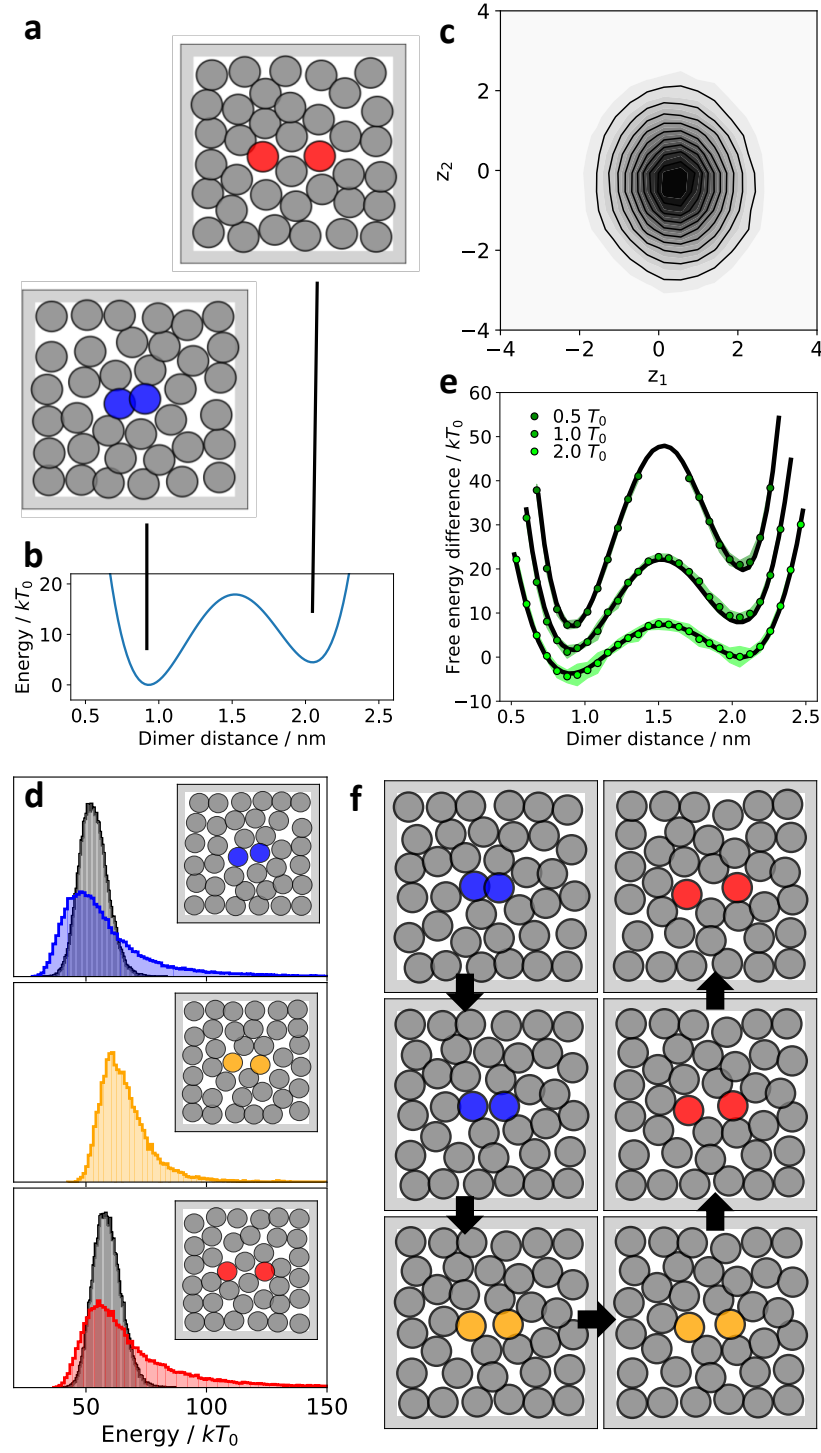 a
b
Energy / kT₀
20
10
0
0.5 1.0 1.5 2.0 2.5
Dimer distance / nm
c
z₂
4
2
0
−2
−4
−4 −2 0 2 4
z₁
e
Free energy difference / kT₀
60
50
40
30
20
10
0
−10
0.5 T₀
1.0 T₀
2.0 T₀
0.5 1.0 1.5 2.0 2.5
Dimer distance / nm
d
50 100 150
Energy / kT₀
f